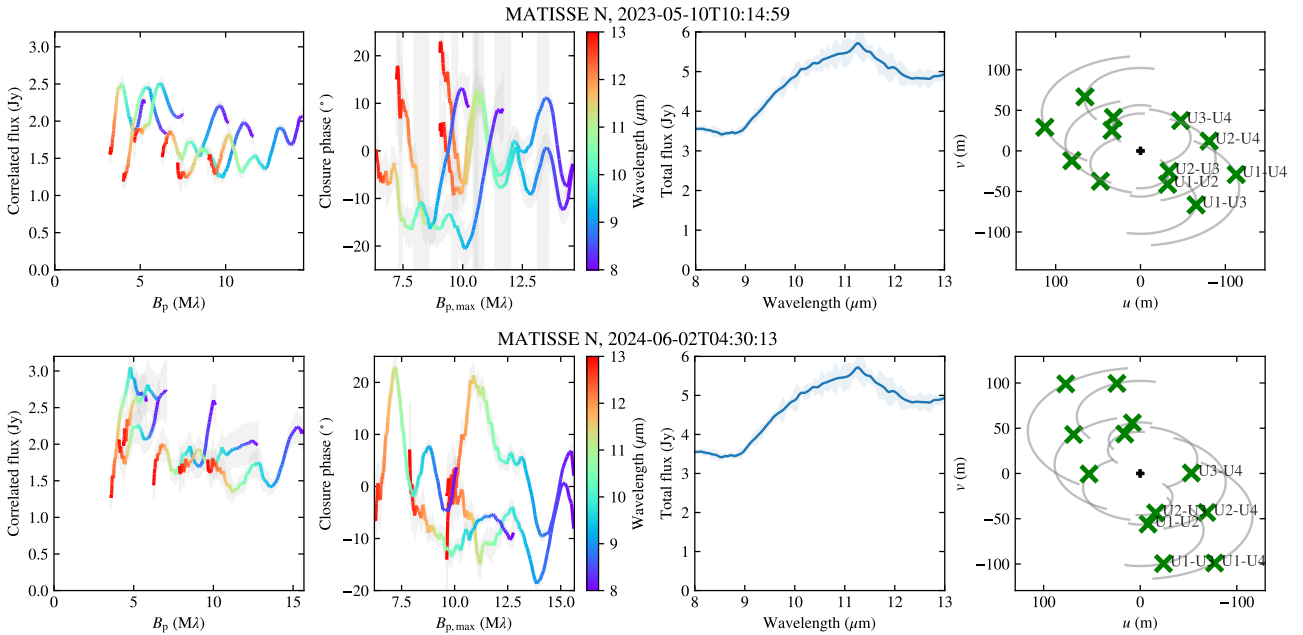 MATISSE N, 2023-05-10T10:14:59
3.0
2.5
2.0
1.5
1.0
0.5
0.0
Correlated flux (Jy)
0
5
10
Bₚ (Mλ)
20
10
0
−10
−20
Closure phase (°)
7.5
10.0
12.5
Bₚ,max (Mλ)
13
12
11
10
9
8
Wavelength (μm)
6
5
4
3
2
1
0
Total flux (Jy)
8
9
10
11
12
13
Wavelength (μm)
100
50
0
−50
−100
v (m)
U3-U4
U2-U4
U2-U3
U1-U4
U1-U2
U1-U3
100
0
−100
u (m)
MATISSE N, 2024-06-02T04:30:13
3.0
2.5
2.0
1.5
1.0
0.5
0.0
Correlated flux (Jy)
0
5
10
15
Bₚ (Mλ)
20
10
0
−10
−20
Closure phase (°)
7.5
10.0
12.5
15.0
Bₚ,max (Mλ)
13
12
11
10
9
8
Wavelength (μm)
6
5
4
3
2
1
0
Total flux (Jy)
8
9
10
11
12
13
Wavelength (μm)
100
50
0
−50
−100
v (m)
U3-U4
U2-U3
U2-U4
U1-U2
U1-U3
U1-U4
100
0
−100
u (m)